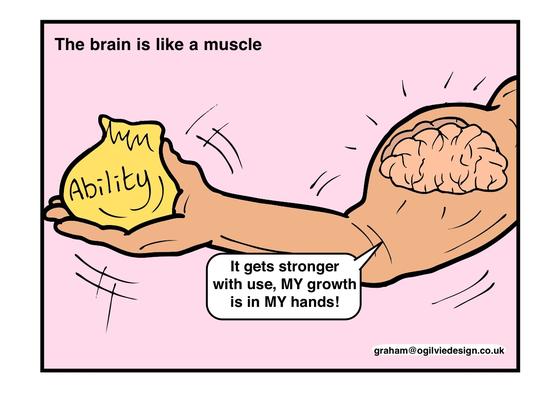 The brain is like a muscle
Ability
It gets stronger
with use, MY growth
is in MY hands!
graham@ogilviedesign.co.uk